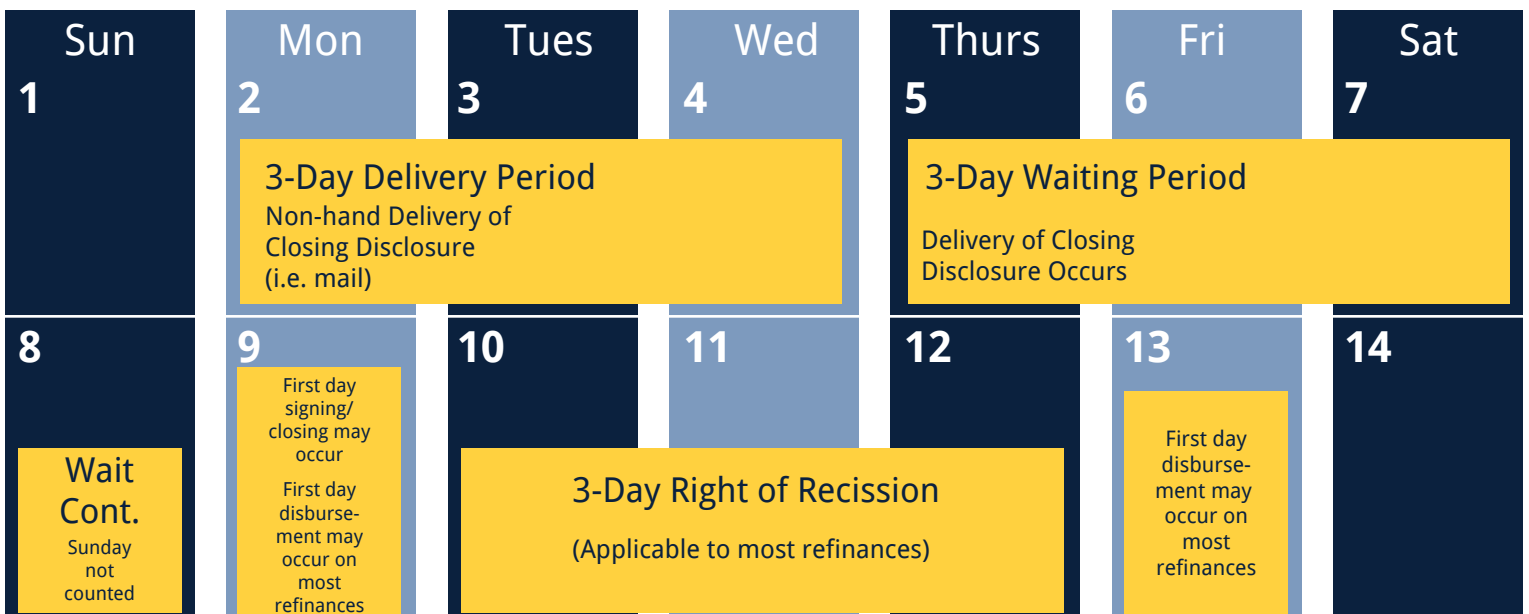 Sun Mon Tues Wed Thurs Fri Sat
1 2 3 4 5 6 7
3-Day Delivery Period
Non-hand Delivery of
Closing Disclosure
(i.e. mail)
3-Day Waiting Period
Delivery of Closing
Disclosure Occurs
8 9 10 11 12 13 14
Wait
Cont.
Sunday
not
counted
First day
signing/
closing may
occur
First day
disburse-
ment may
occur on
most
refinances
3-Day Right of Recission
(Applicable to most refinances)
First day
disburse-
ment may
occur on
most
refinances